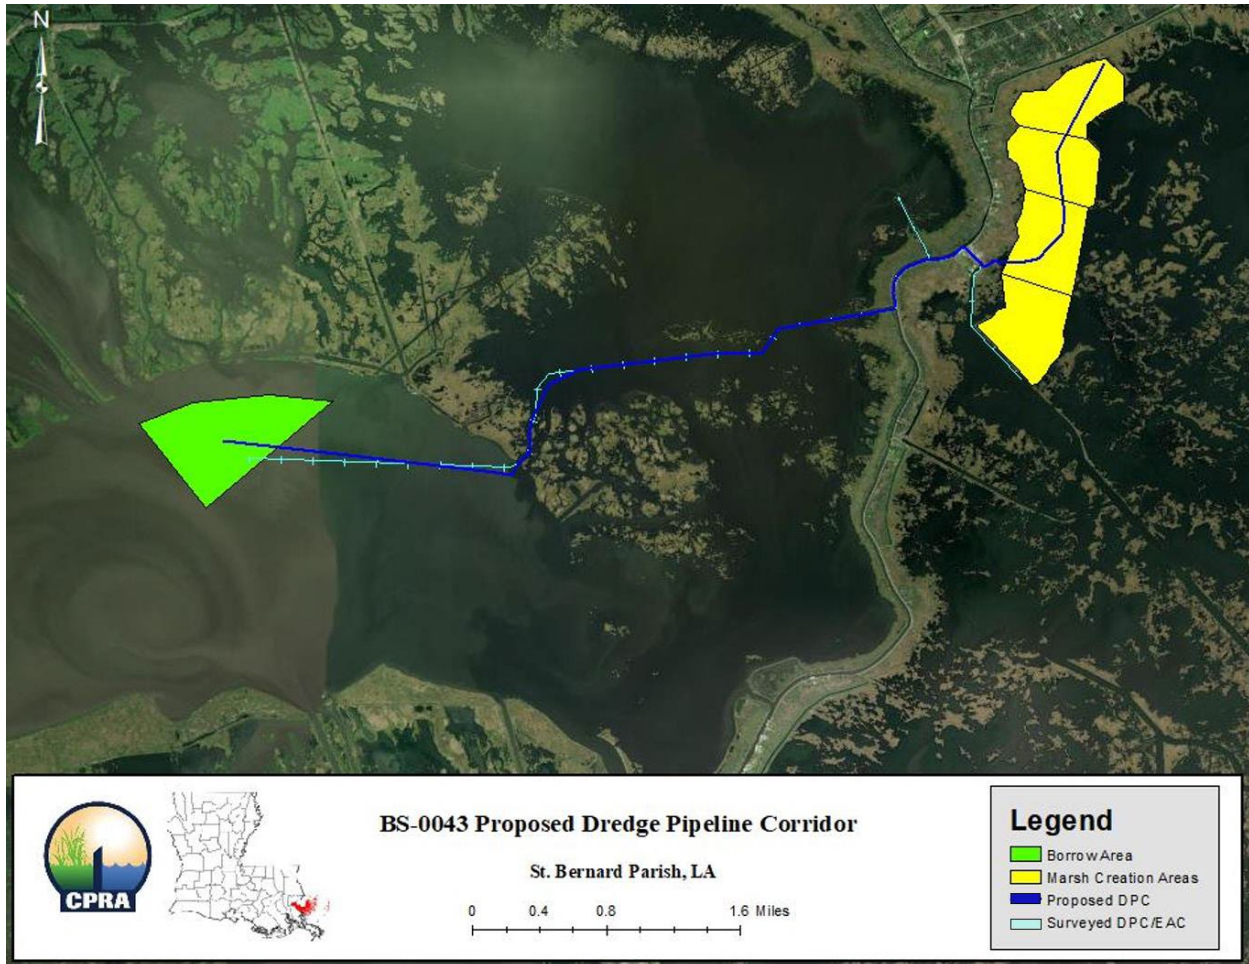 N
BS-0043 Proposed Dredge Pipeline Corridor
St. Bernard Parish, LA
0 0.4 0.8 1.6 Miles
CPRA
Legend
Borrow Area
Marsh Creation Areas
Proposed DPC
Surveyed DPC/EAC